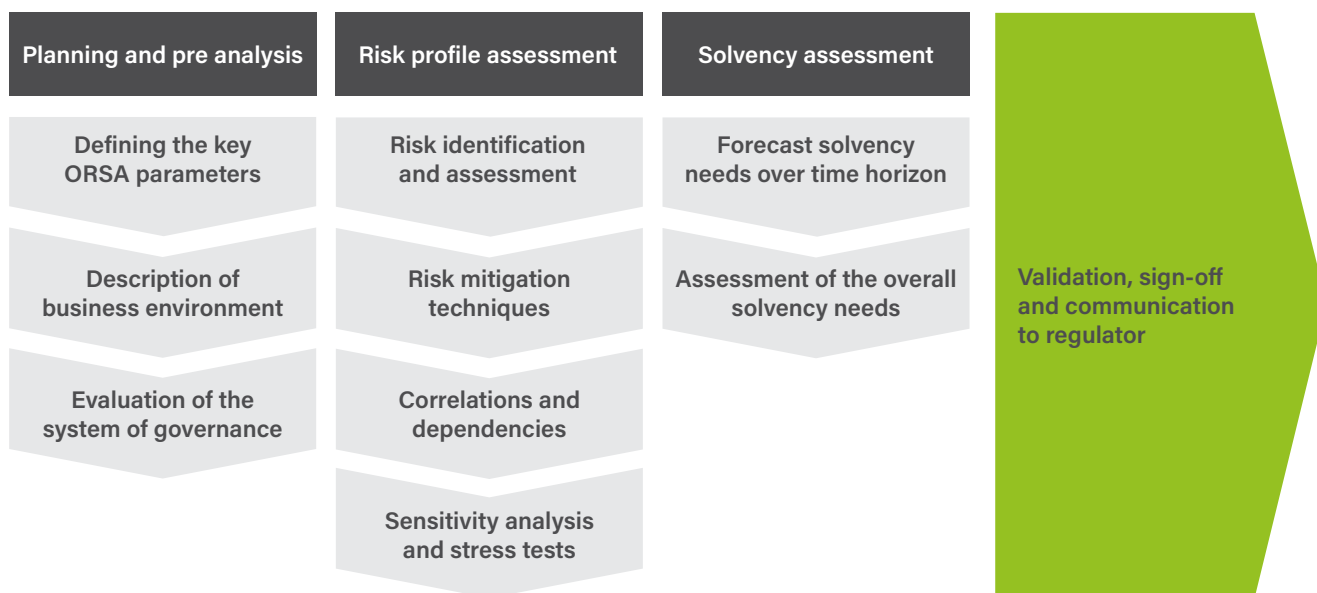 Planning and pre analysis
Defining the key
ORSA parameters
Description of
business environment
Evaluation of the
system of governance
Risk profile assessment
Risk identification
and assessment
Risk mitigation
techniques
Correlations and
dependencies
Sensitivity analysis
and stress tests
Solvency assessment
Forecast solvency
needs over time horizon
Assessment of the overall
solvency needs
Validation, sign-off
and communication
to regulator